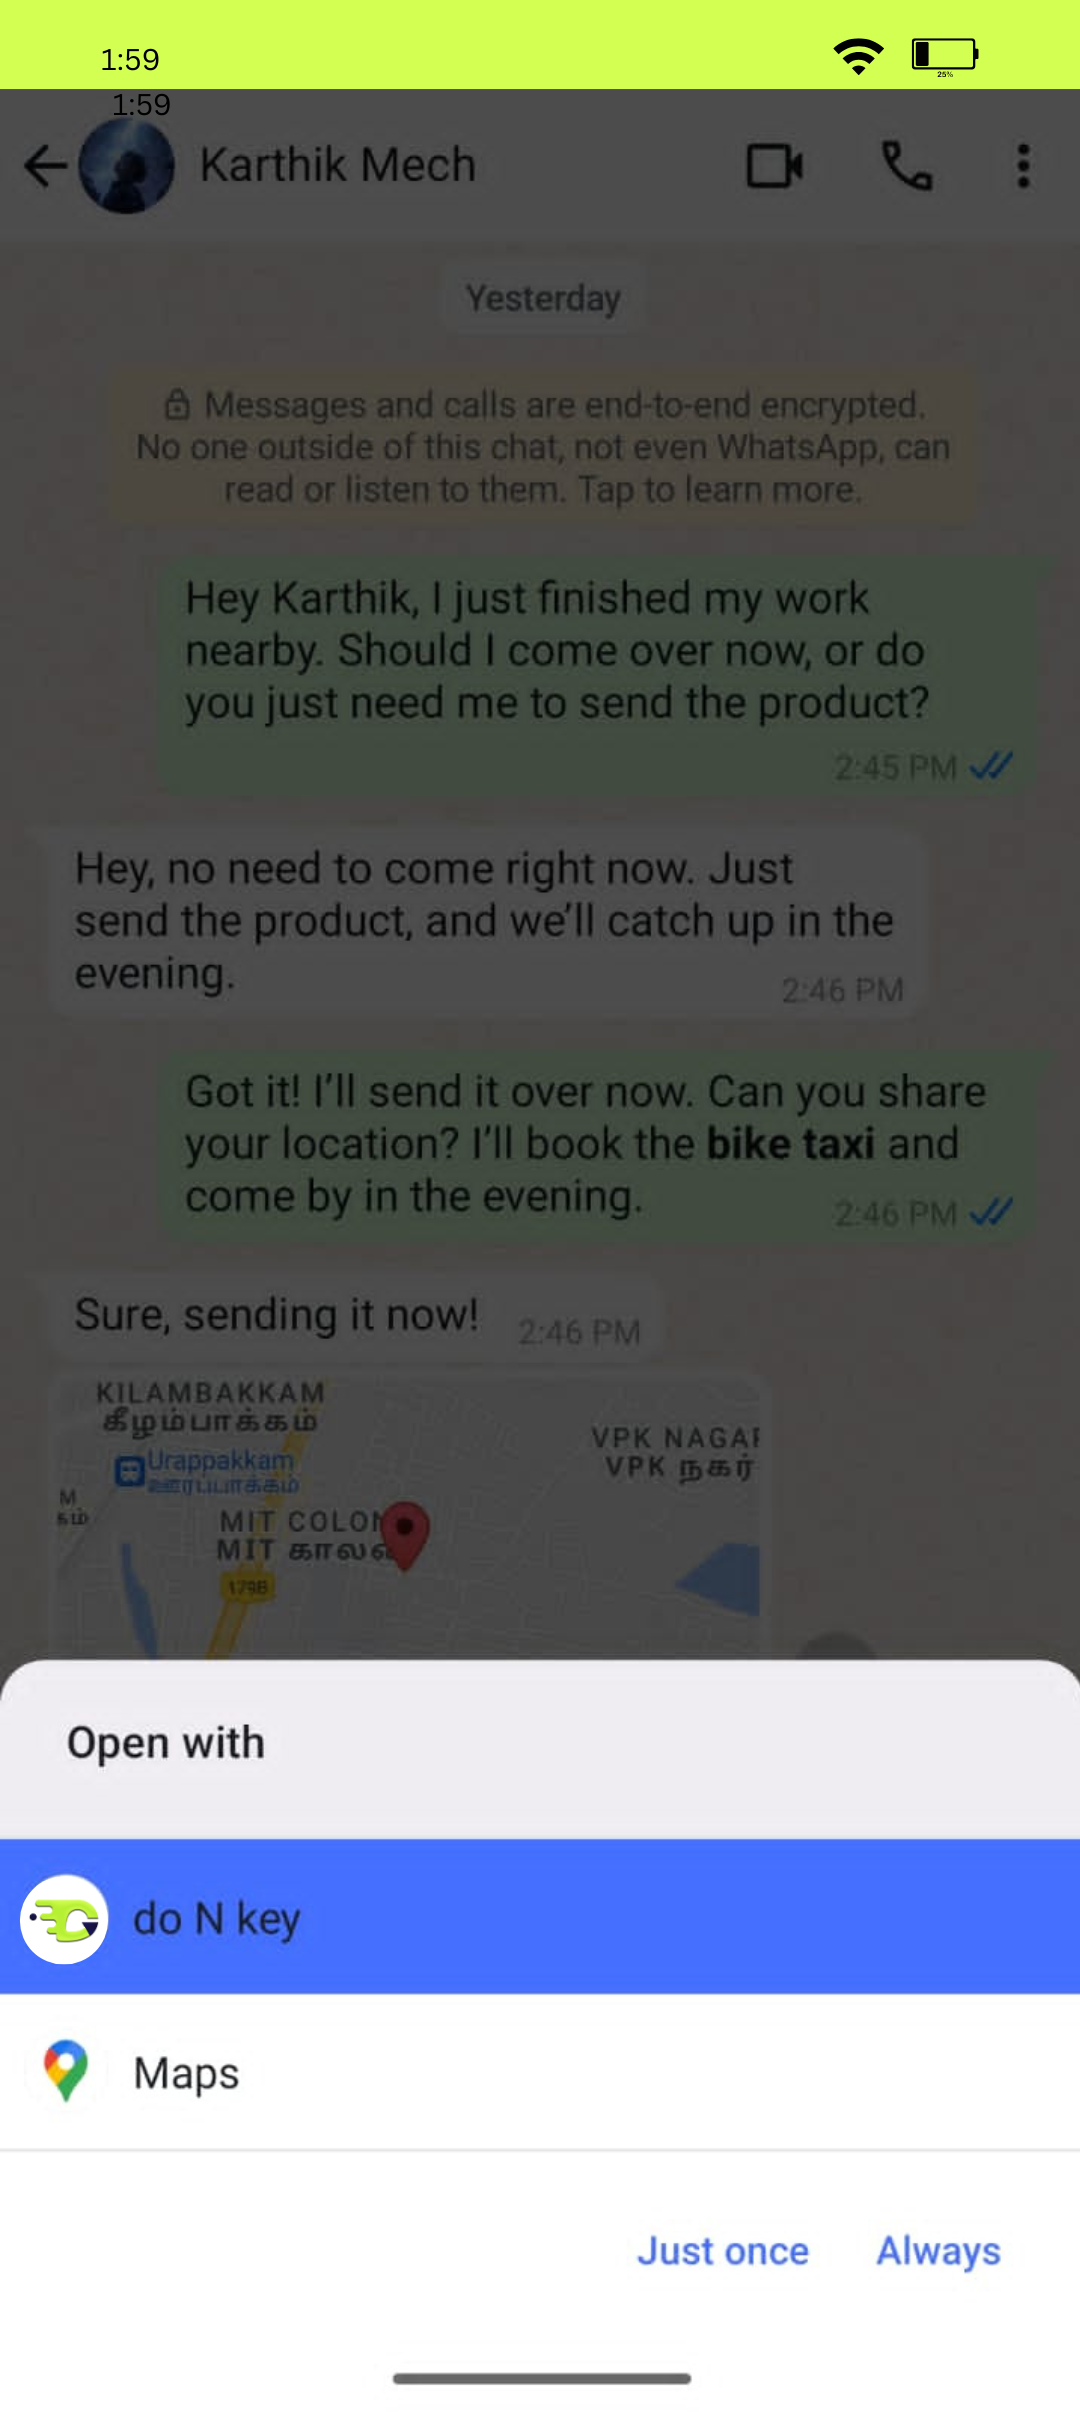 1:59
25%
1:59
Karthik Mech
Yesterday
Messages and calls are end-to-end encrypted.
No one outside of this chat, not even WhatsApp, can
read or listen to them. Tap to learn more.
Hey Karthik, I just finished my work
nearby. Should I come over now, or do
you just need me to send the product?
2:45 PM
Hey, no need to come right now. Just
send the product, and we'll catch up in the
evening.
2:46 PM
Got it! I'll send it over now. Can you share
your location? I'll book the bike taxi and
come by in the evening.
2:46 PM
Sure, sending it now!
2:46 PM
KILAMBAKKAM
கீழம்பாக்கம்
VPK NAGAR
VPK நகர்
Urappakkam
ஊரப்பாக்கம்
M
கம்
MIT COLON
MIT கால
179B
Open with
do N key
Maps
Just once
Always